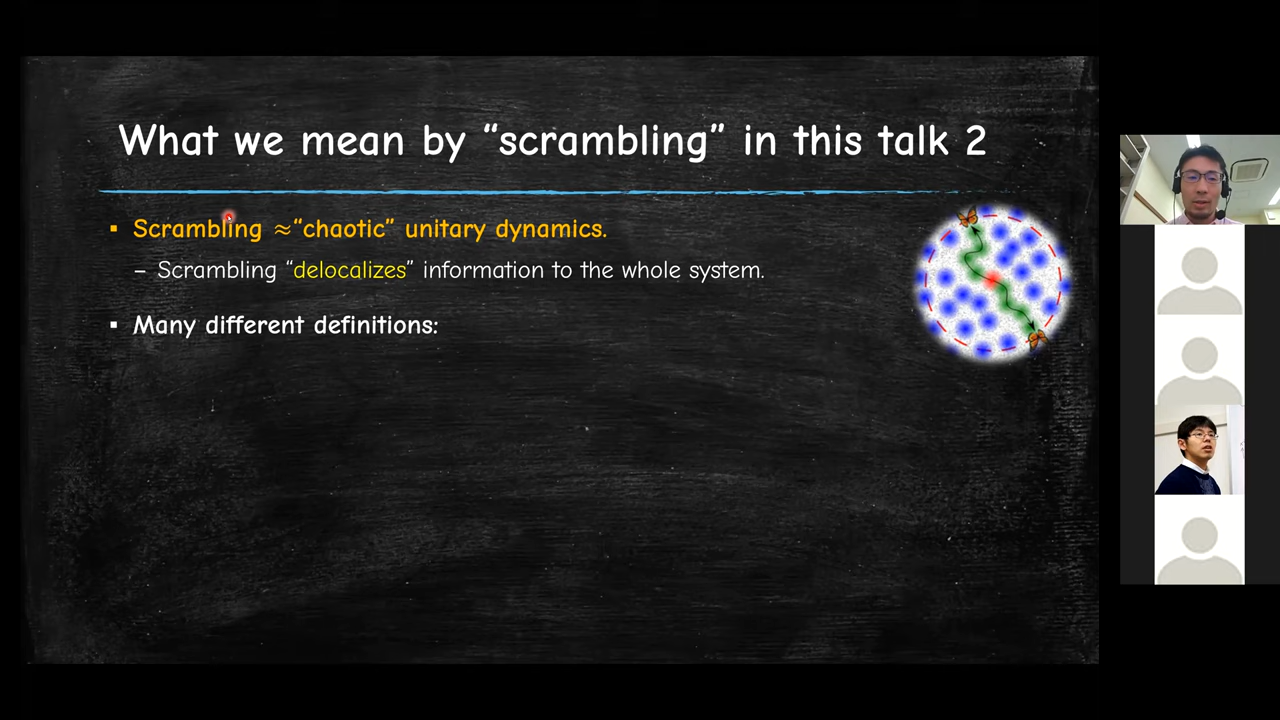 What we mean by “scrambling” in this talk 2
▪ Scrambling ≈“chaotic” unitary dynamics.
– Scrambling “delocalizes” information to the whole system.
▪ Many different definitions: